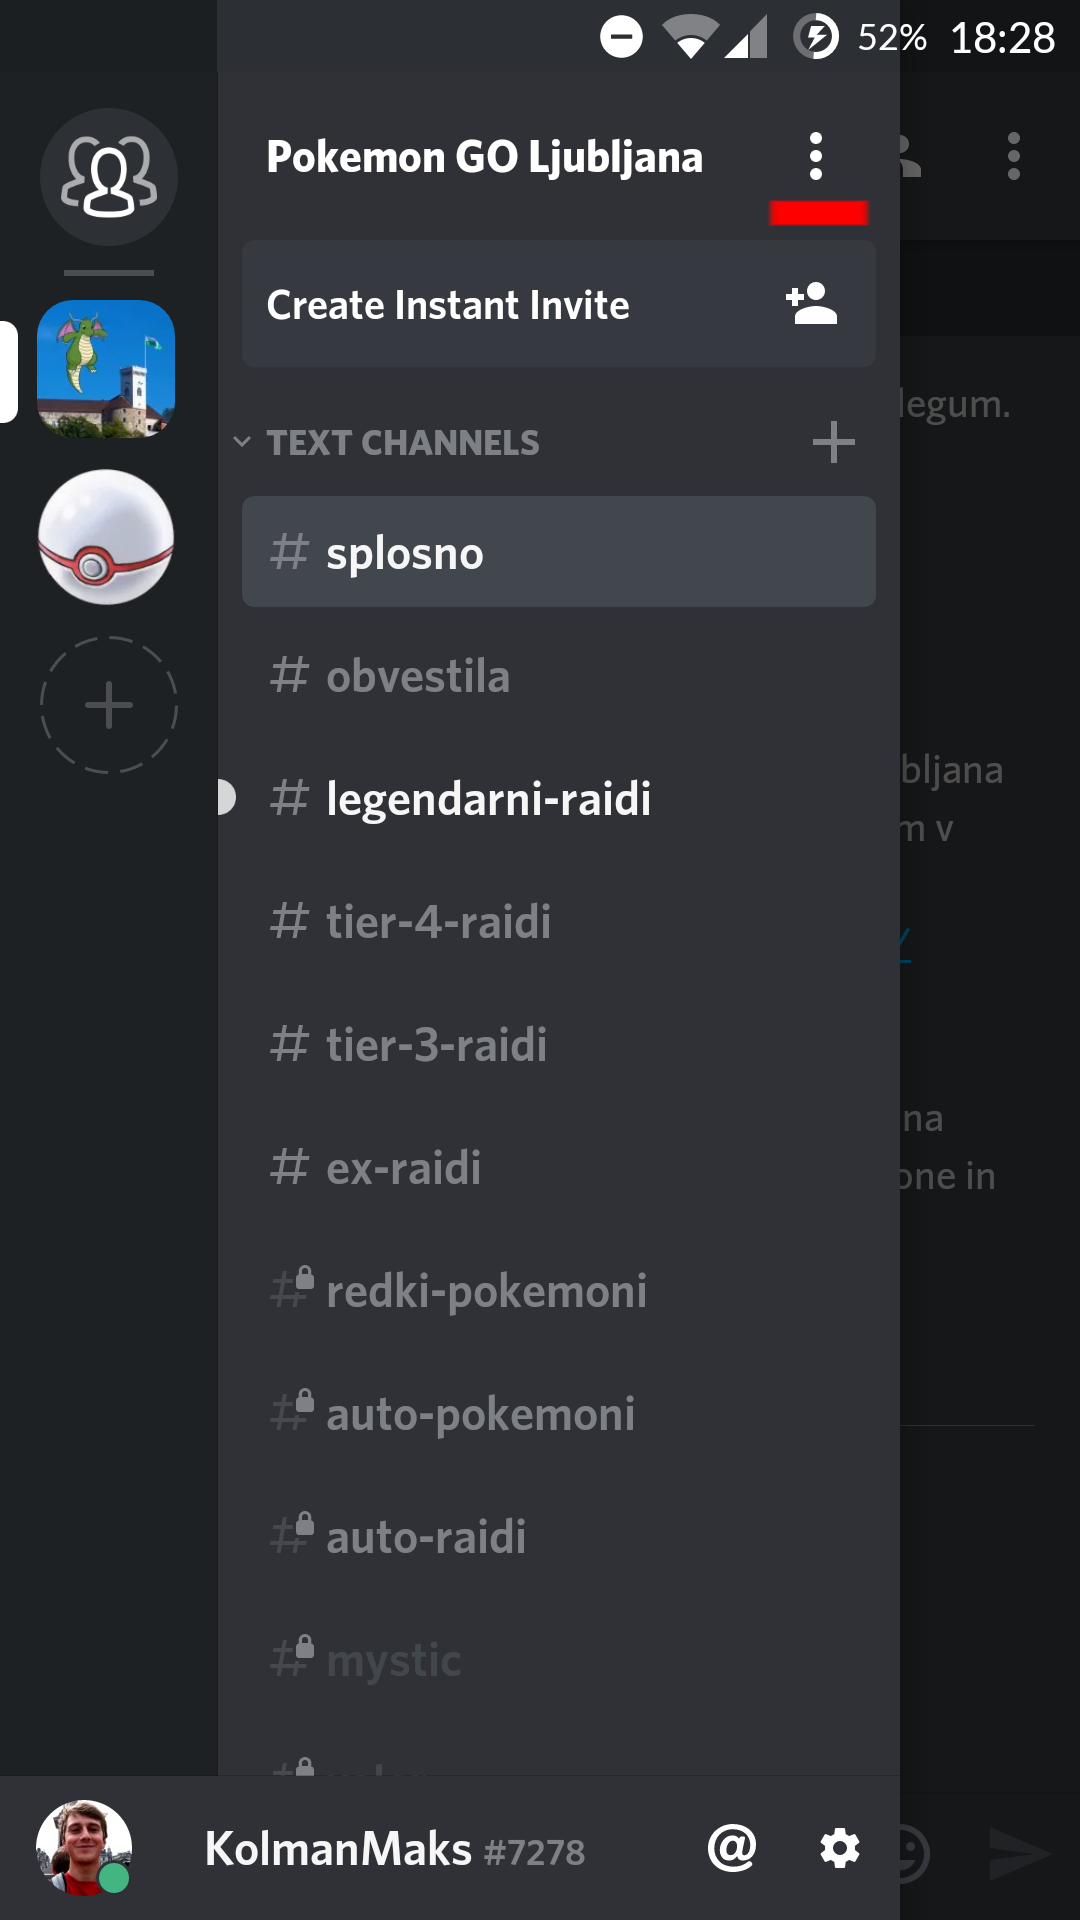 52% 18:28
Pokemon GO Ljubljana
Create Instant Invite
legum.
TEXT CHANNELS
# splosno
# obvestila
bljana
# legendarni-raidi
m v
# tier-4-raidi
# tier-3-raidi
na
# ex-raidi
one in
# redki-pokemoni
# auto-pokemoni
# auto-raidi
# mystic
KolmanMaks #7278